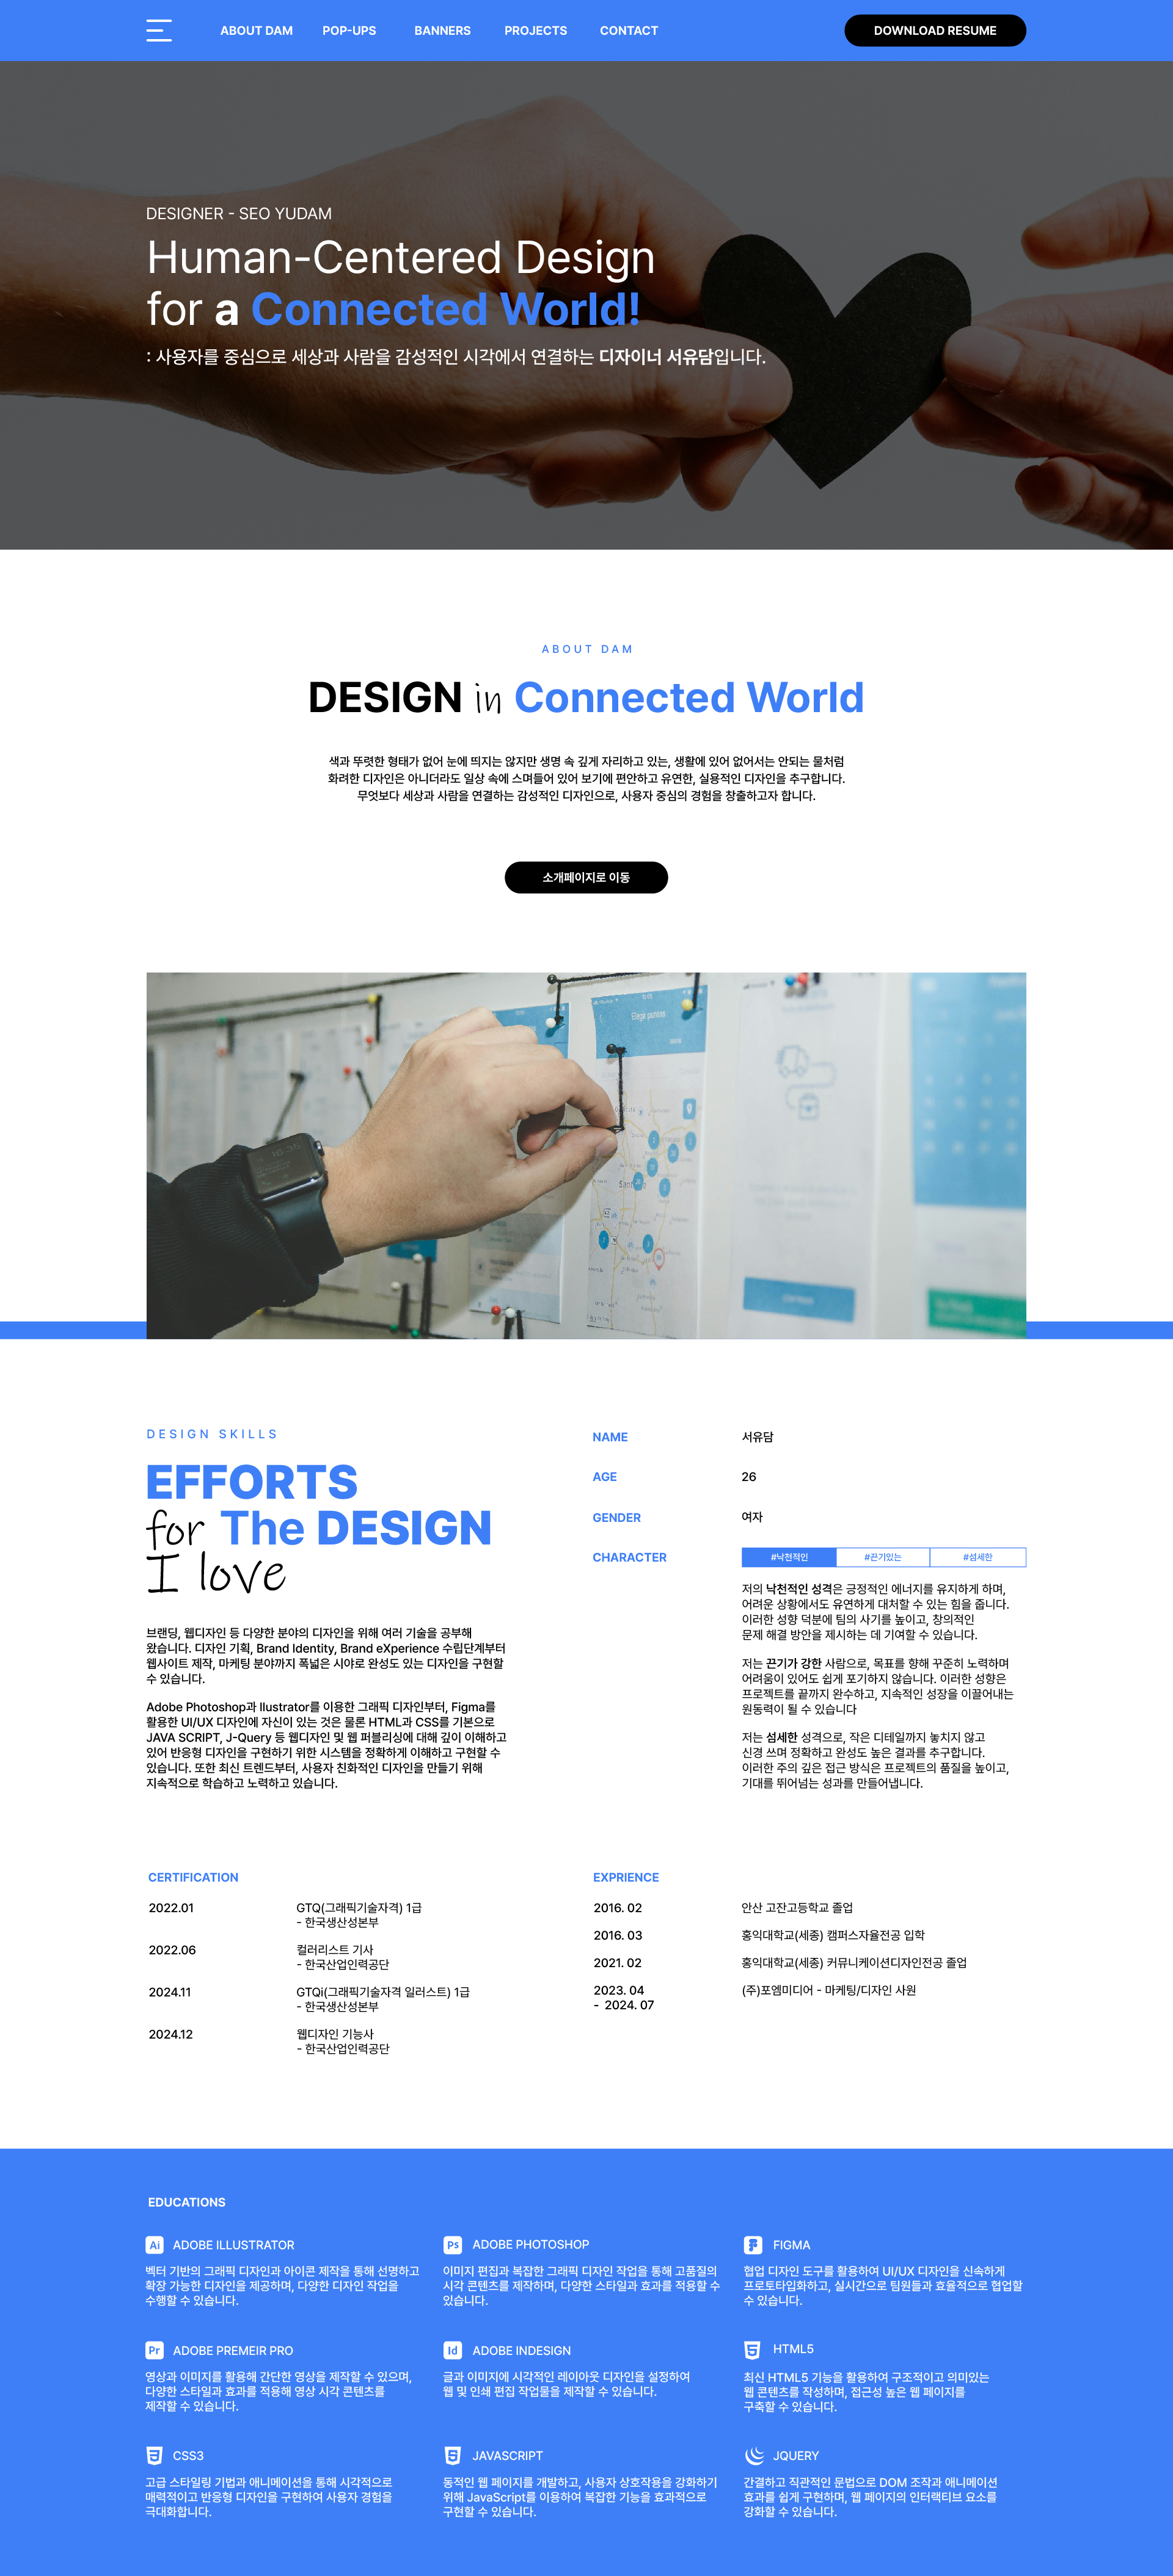 ABOUT DAM
POP-UPS
BANNERS
PROJECTS
CONTACT
DOWNLOAD RESUME
DESIGNER - SEO YUDAM
Human-Centered Design
for a Connected World!
: 사용자를 중심으로 세상과 사람을 감성적인 시각에서 연결하는 디자이너 서유담입니다.
ABOUT DAM
DESIGN in Connected World
색과 뚜렷한 형태가 없어 눈에 띄지는 않지만 생명 속 깊게 자리하고 있는, 생활에 있어 없어서는 안되는 물처럼
화려한 디자인은 아니더라도 일상 속에 스며들어 있어 보기에 편안하고 유연한, 실용적인 디자인을 추구합니다.
무엇보다 세상과 사람을 연결하는 감성적인 디자인으로, 사용자 중심의 경험을 창출하고자 합니다.
소개페이지로 이동
16:35
Elegir puntos
DESIGN SKILLS
EFFORTS
for The DESIGN
I love
브랜딩, 웹디자인 등 다양한 분야의 디자인을 위해 여러 기술을 공부해
왔습니다. 디자인 기획, Brand Identity, Brand eXperience 수립단계부터
웹사이트 제작, 마케팅 분야까지 폭넓은 시야로 완성도 있는 디자인을 구현할
수 있습니다.
Adobe Photoshop과 llustrator를 이용한 그래픽 디자인부터, Figma를
활용한 UI/UX 디자인에 자신이 있는 것은 물론 HTML과 CSS를 기본으로
JAVA SCRIPT, J-Query 등 웹디자인 및 웹 퍼블리싱에 대해 깊이 이해하고
있어 반응형 디자인을 구현하기 위한 시스템을 정확하게 이해하고 구현할 수
있습니다. 또한 최신 트렌드부터, 사용자 친화적인 디자인을 만들기 위해
지속적으로 학습하고 노력하고 있습니다.
NAME
서유담
AGE
26
GENDER
여자
CHARACTER
#낙천적인
#끈기있는
#섬세한
저의 낙천적인 성격은 긍정적인 에너지를 유지하게 하며,
어려운 상황에서도 유연하게 대처할 수 있는 힘을 줍니다.
이러한 성향 덕분에 팀의 사기를 높이고, 창의적인
문제 해결 방안을 제시하는 데 기여할 수 있습니다.
저는 끈기가 강한 사람으로, 목표를 향해 꾸준히 노력하며
어려움이 있어도 쉽게 포기하지 않습니다. 이러한 성향은
프로젝트를 끝까지 완수하고, 지속적인 성장을 이끌어내는
원동력이 될 수 있습니다
저는 섬세한 성격으로, 작은 디테일까지 놓치지 않고
신경 쓰며 정확하고 완성도 높은 결과를 추구합니다.
이러한 주의 깊은 접근 방식은 프로젝트의 품질을 높이고,
기대를 뛰어넘는 성과를 만들어냅니다.
CERTIFICATION
2022.01
GTQ(그래픽기술자격) 1급
- 한국생산성본부
2022.06
컬러리스트 기사
- 한국산업인력공단
2024.11
GTQi(그래픽기술자격 일러스트) 1급
- 한국생산성본부
2024.12
웹디자인 기능사
- 한국산업인력공단
EXPRIENCE
2016. 02
안산 고잔고등학교 졸업
2016. 03
홍익대학교(세종) 캠퍼스자율전공 입학
2021. 02
홍익대학교(세종) 커뮤니케이션디자인전공 졸업
2023. 04
- 2024. 07
(주)포엠미디어 - 마케팅/디자인 사원
EDUCATIONS
Ai ADOBE ILLUSTRATOR
벡터 기반의 그래픽 디자인과 아이콘 제작을 통해 선명하고
확장 가능한 디자인을 제공하며, 다양한 디자인 작업을
수행할 수 있습니다.
Ps ADOBE PHOTOSHOP
이미지 편집과 복잡한 그래픽 디자인 작업을 통해 고품질의
시각 콘텐츠를 제작하며, 다양한 스타일과 효과를 적용할 수
있습니다.
FIGMA
협업 디자인 도구를 활용하여 UI/UX 디자인을 신속하게
프로토타입화하고, 실시간으로 팀원들과 효율적으로 협업할
수 있습니다.
Pr ADOBE PREMEIR PRO
영상과 이미지를 활용해 간단한 영상을 제작할 수 있으며,
다양한 스타일과 효과를 적용해 영상 시각 콘텐츠를
제작할 수 있습니다.
Id ADOBE INDESIGN
글과 이미지에 시각적인 레이아웃 디자인을 설정하여
웹 및 인쇄 편집 작업물을 제작할 수 있습니다.
HTML5
최신 HTML5 기능을 활용하여 구조적이고 의미있는
웹 콘텐츠를 작성하며, 접근성 높은 웹 페이지를
구축할 수 있습니다.
CSS3
고급 스타일링 기법과 애니메이션을 통해 시각적으로
매력적이고 반응형 디자인을 구현하여 사용자 경험을
극대화합니다.
JAVASCRIPT
동적인 웹 페이지를 개발하고, 사용자 상호작용을 강화하기
위해 JavaScript를 이용하여 복잡한 기능을 효과적으로
구현할 수 있습니다.
JQUERY
간결하고 직관적인 문법으로 DOM 조작과 애니메이션
효과를 쉽게 구현하며, 웹 페이지의 인터랙티브 요소를
강화할 수 있습니다.